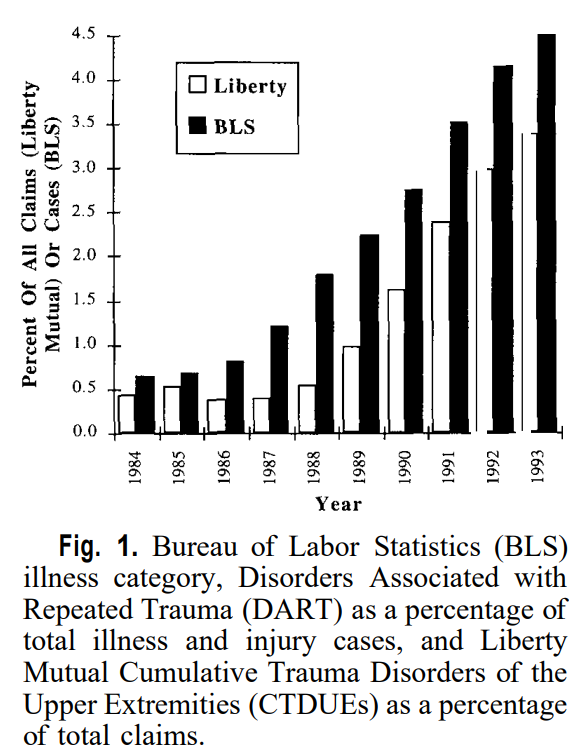 4.5
4.0
3.5
3.0
2.5
2.0
1.5
1.0
0.5
0.0
Percent Of All Claims (Liberty
Mutual) Or Cases (BLS)
Liberty
BLS
1984
1985
1986
1987
1988
1989
1990
1991
1992
1993
Year
Fig. 1. Bureau of Labor Statistics (BLS)
illness category, Disorders Associated with
Repeated Trauma (DART) as a percentage of
total illness and injury cases, and Liberty
Mutual Cumulative Trauma Disorders of the
Upper Extremities (CTDUEs) as a percentage
of total claims.